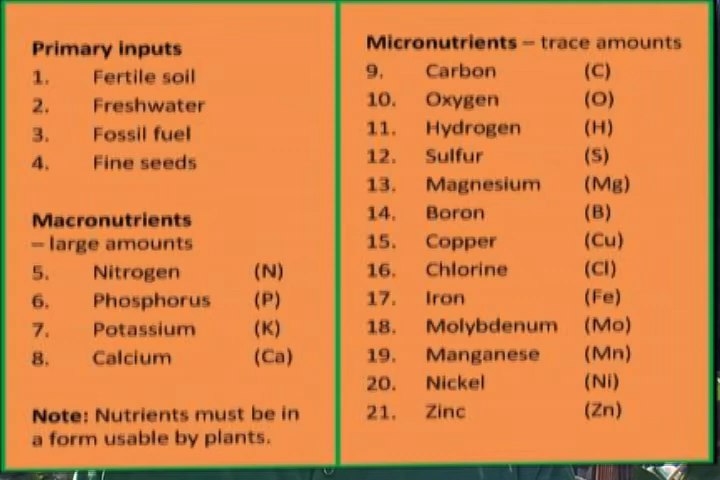 Primary inputs
1. Fertile soil
2. Freshwater
3. Fossil fuel
4. Fine seeds
Macronutrients
– large amounts
5. Nitrogen (N)
6. Phosphorus (P)
7. Potassium (K)
8. Calcium (Ca)
Note: Nutrients must be in
a form usable by plants.
Micronutrients – trace amounts
9. Carbon (C)
10. Oxygen (O)
11. Hydrogen (H)
12. Sulfur (S)
13. Magnesium (Mg)
14. Boron (B)
15. Copper (Cu)
16. Chlorine (Cl)
17. Iron (Fe)
18. Molybdenum (Mo)
19. Manganese (Mn)
20. Nickel (Ni)
21. Zinc (Zn)